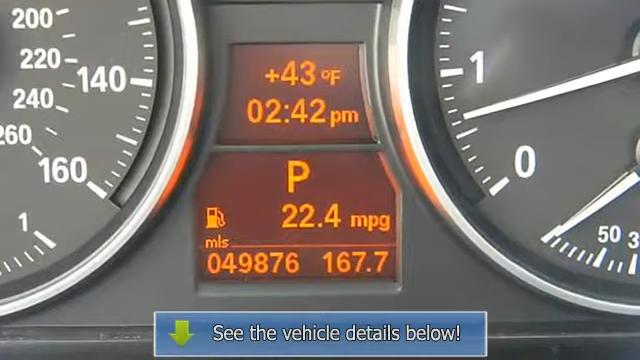 200
220
240
260
140
160
1
+43 °F
02:42 pm
P
22.4 mpg
mls
049876 167.7
1
0
50 3
See the vehicle details below!